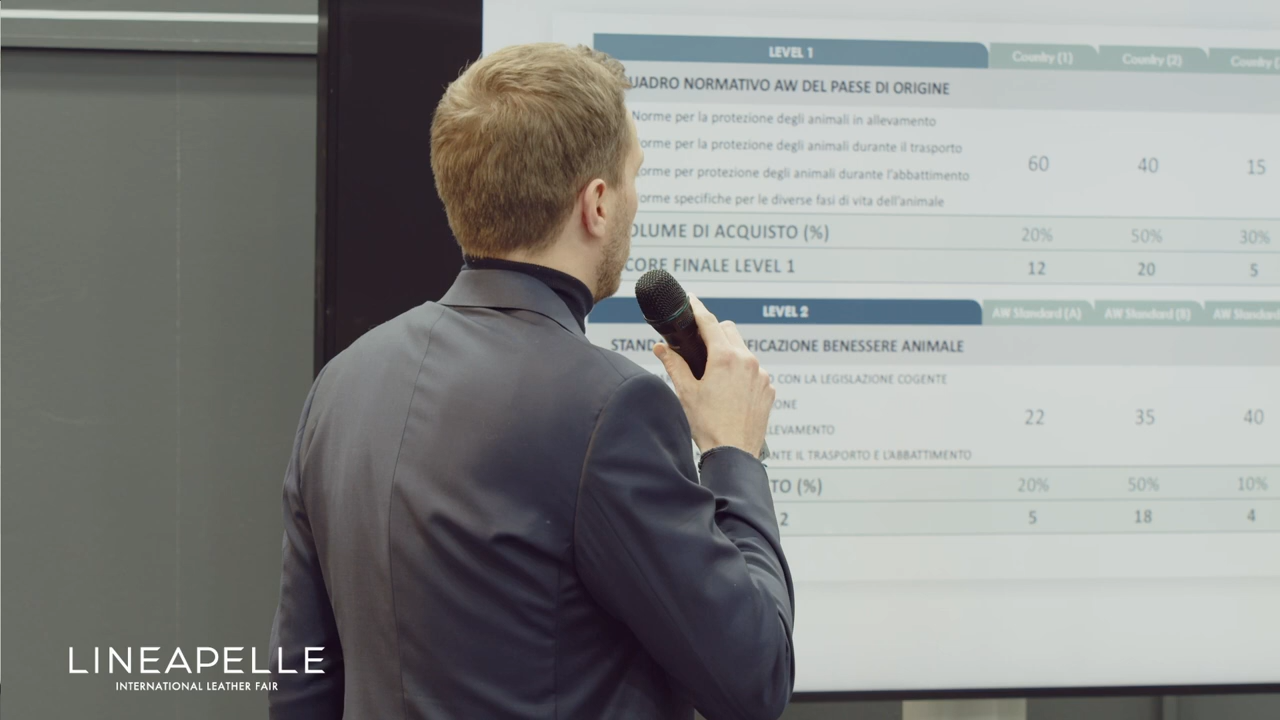 LEVEL 1 Country (1) Country (2) Country
UADRO NORMATIVO AW DEL PAESE DI ORIGINE
Norme per la protezione degli animali in allevamento
orme per la protezione degli animali durante il trasporto
orme per protezione degli animali durante l'abbattimento
orme specifiche per le diverse fasi di vita dell'animale
60 40 15
OLUME DI ACQUISTO (%) 20% 50% 30%
CORE FINALE LEVEL 1 12 20 5
LEVEL 2 AW Standard (A) AW Standard (B) AW Standard
STAND IFICAZIONE BENESSERE ANIMALE
O CON LA LEGISLAZIONE COGENTE
ONE
LLEVAMENTO
ANTE IL TRASPORTO E L'ABBATTIMENTO
22 35 40
TO (%) 20% 50% 10%
2 5 18 4
LINEAPELLE
INTERNATIONAL LEATHER FAIR